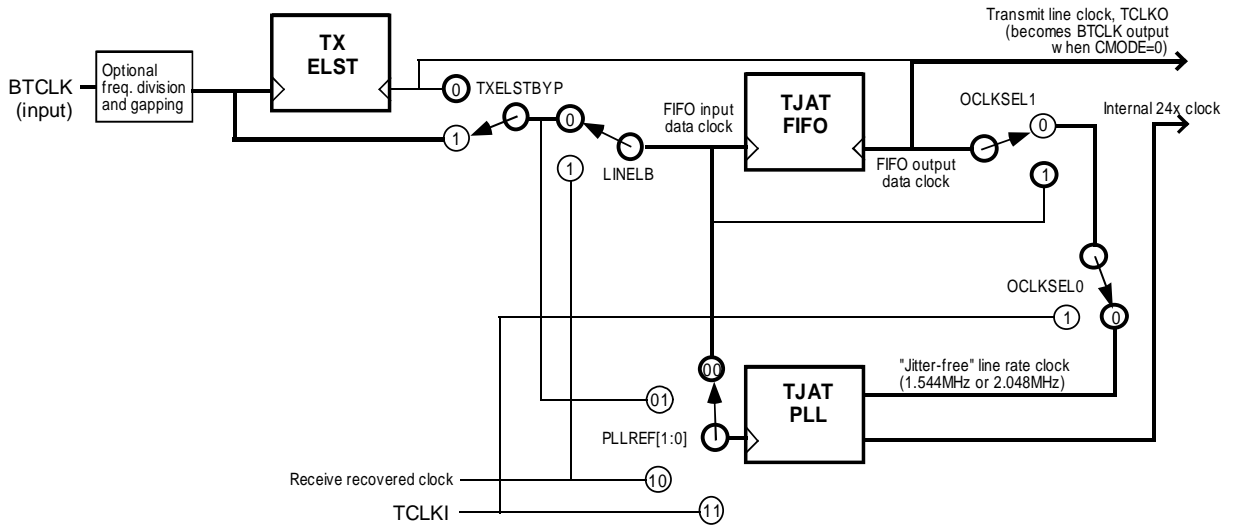 Transmit line clock, TCLKO
(becomes BTCLK output
w hen CMODE=0)
TX
ELST
Optional
freq. division
and gapping
BTCLK
(input)
0
TXELSTBYP
1
0
1
LINELB
FIFO input
data clock
TJAT
FIFO
FIFO output
data clock
OCLKSEL1
0
1
Internal 24x clock
OCLKSEL0
1
0
00
01
PLLREF[1:0]
10
11
TJAT
PLL
"Jitter-free" line rate clock
(1.544MHz or 2.048MHz)
Receive recovered clock
TCLKI